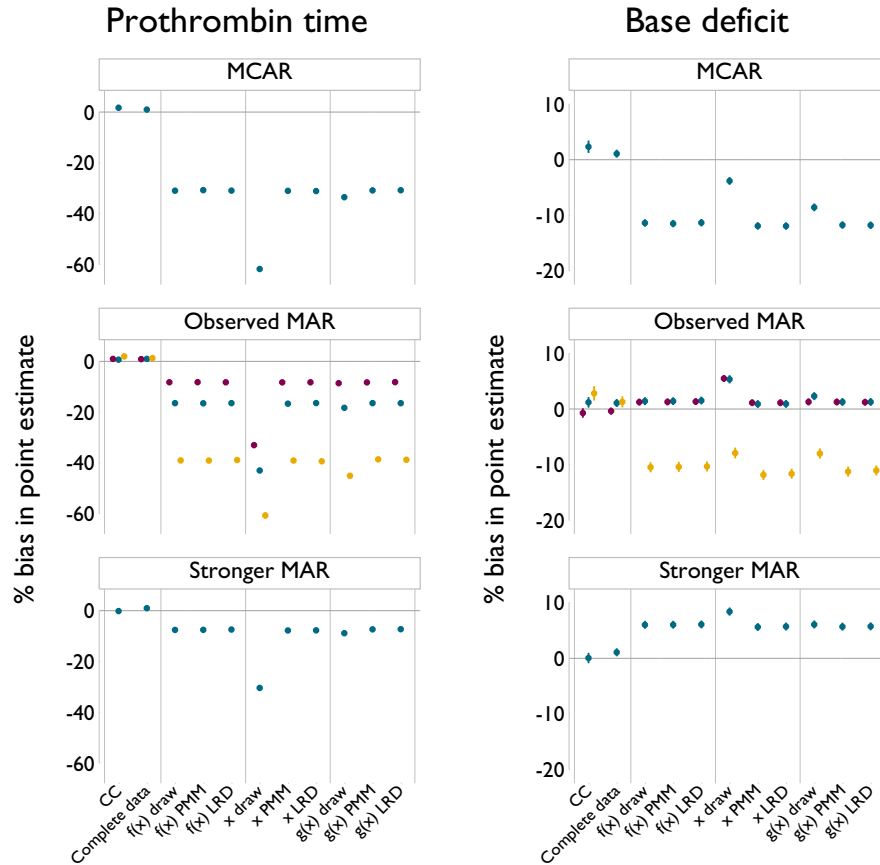 Prothrombin time
Base deficit
% bias in point estimate
MCAR
0
-20
-40
-60
Observed MAR
0
-20
-40
-60
Stronger MAR
0
-20
-40
-60
CC
Complete data
f(x) draw
f(x) PMM
f(x) LRD
x draw
x PMM
x LRD
g(x) draw
g(x) PMM
g(x) LRD
% bias in point estimate
MCAR
10
0
-10
-20
Observed MAR
10
0
-10
-20
Stronger MAR
10
0
-10
-20
CC
Complete data
f(x) draw
f(x) PMM
f(x) LRD
x draw
x PMM
x LRD
g(x) draw
g(x) PMM
g(x) LRD